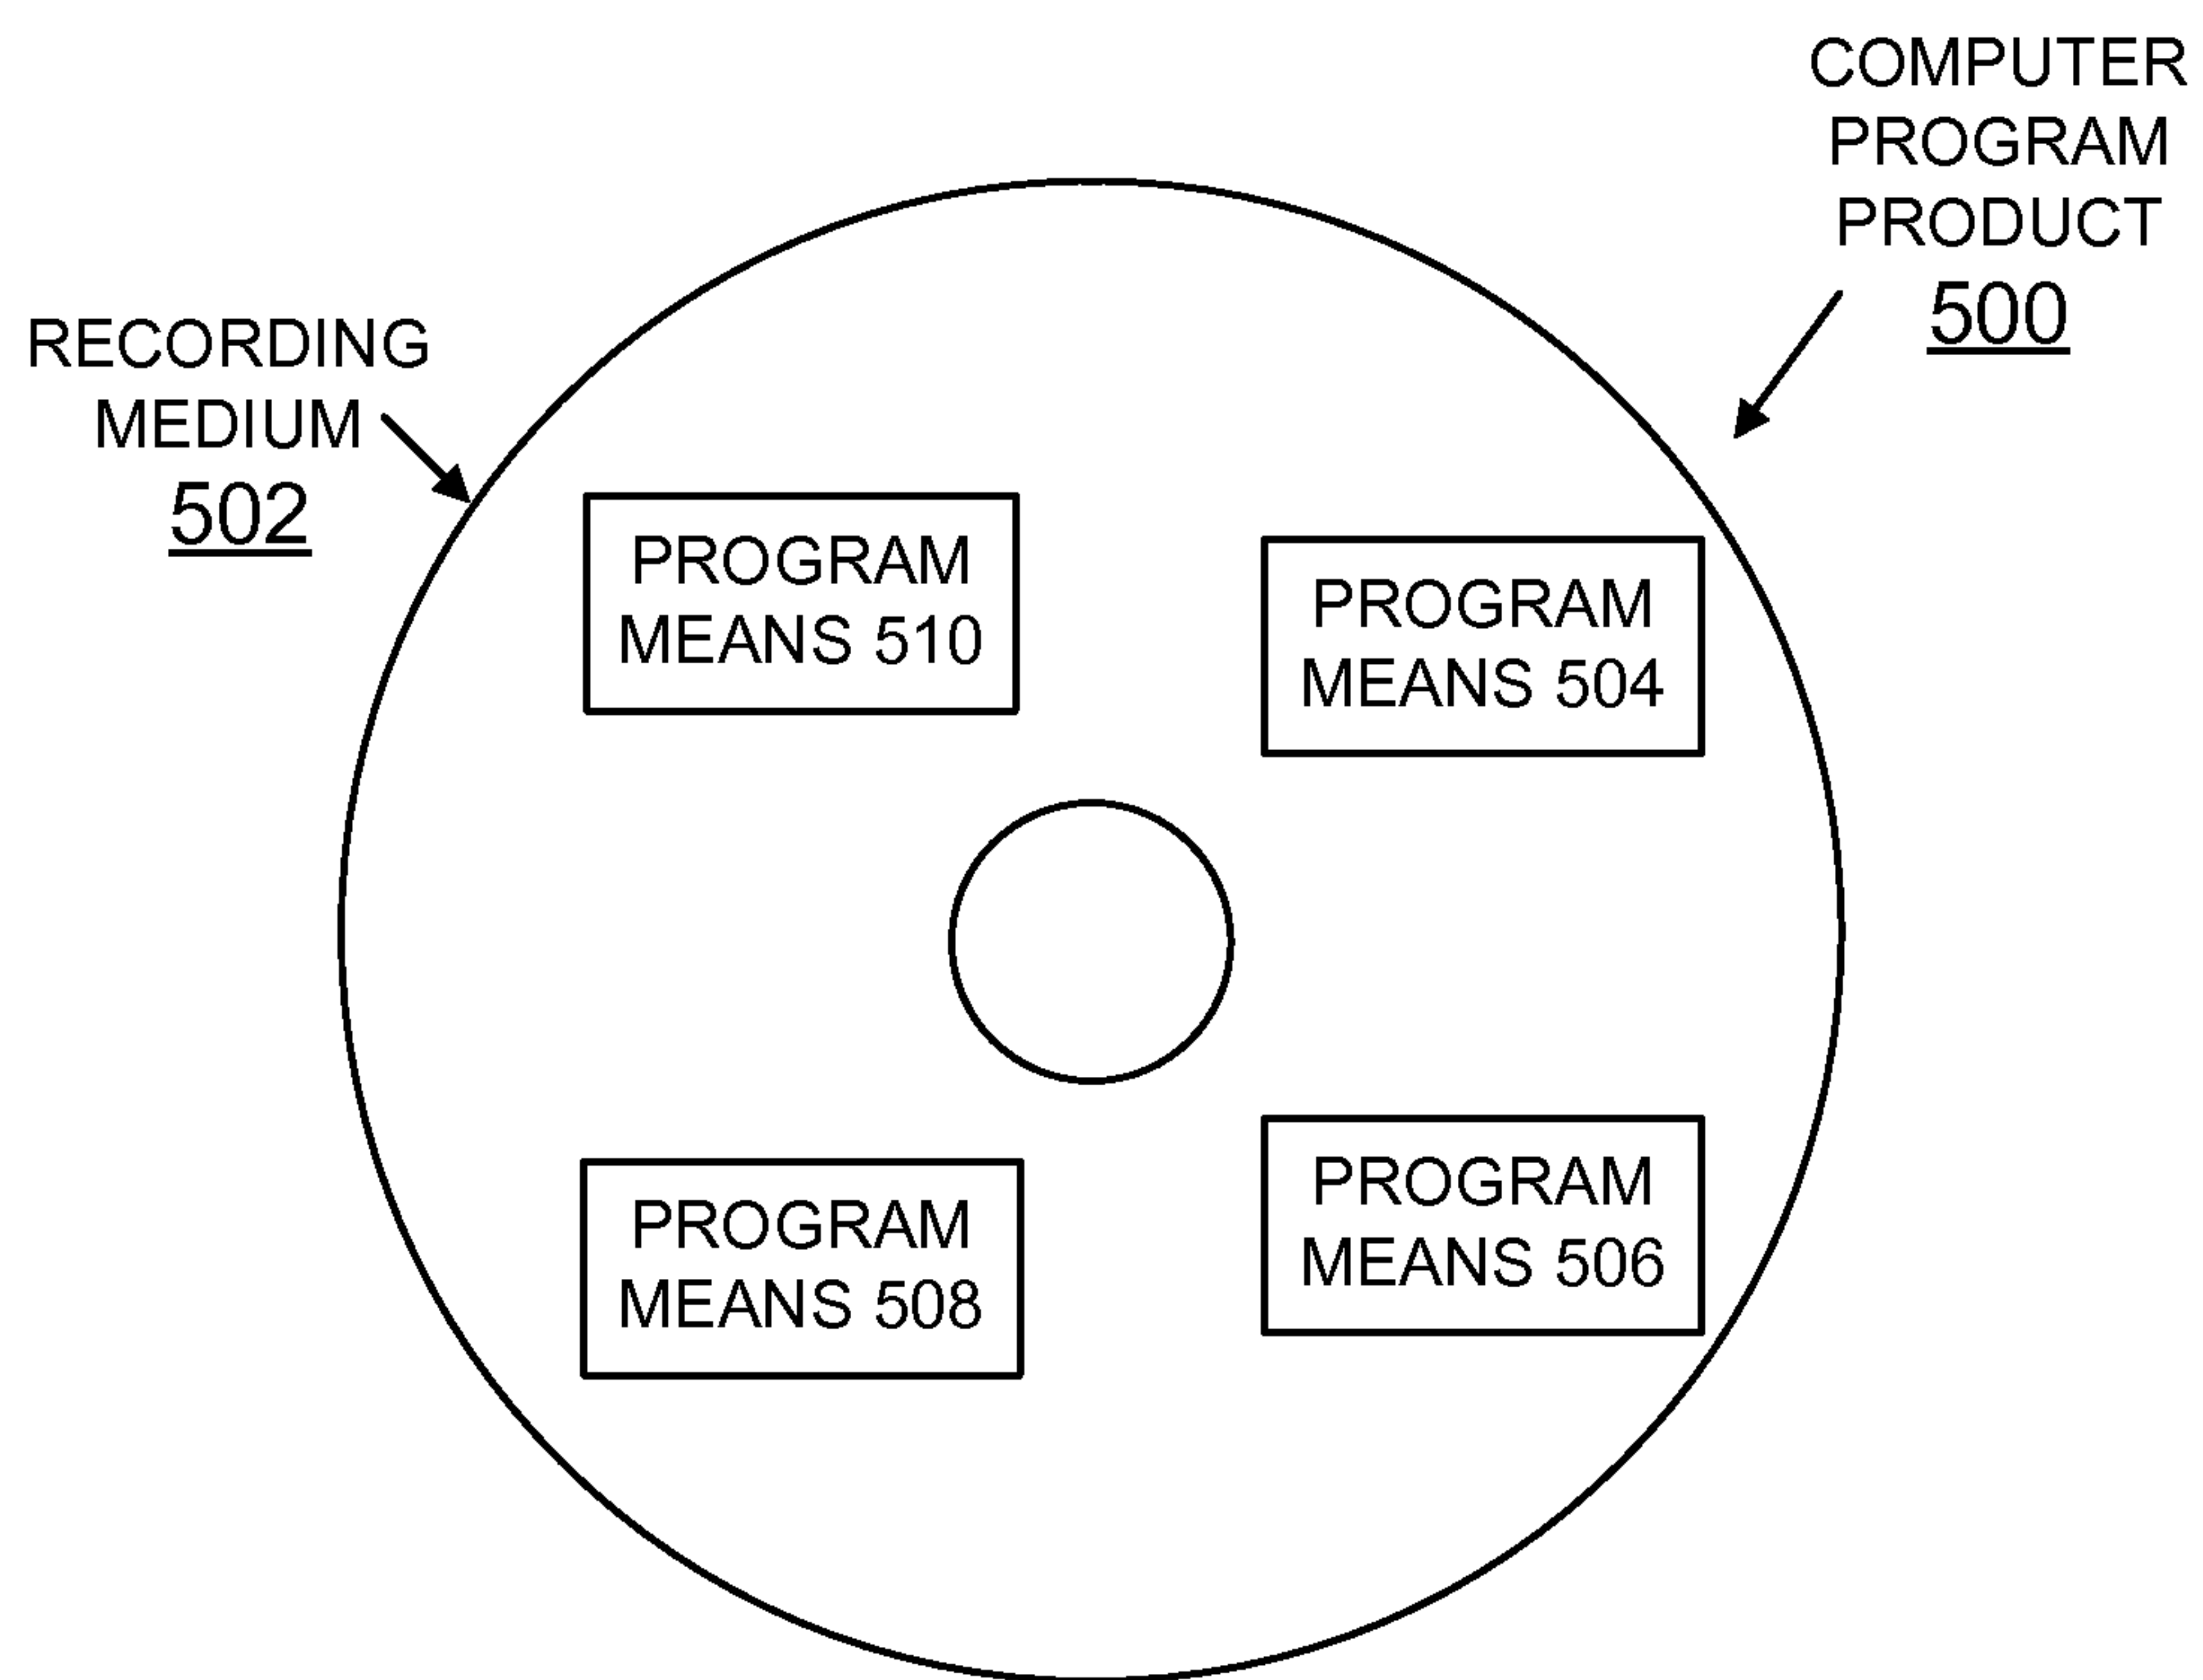 COMPUTER
PROGRAM
PRODUCT
500
RECORDING
MEDIUM
502
PROGRAM
MEANS 510
PROGRAM
MEANS 504
PROGRAM
MEANS 508
PROGRAM
MEANS 506